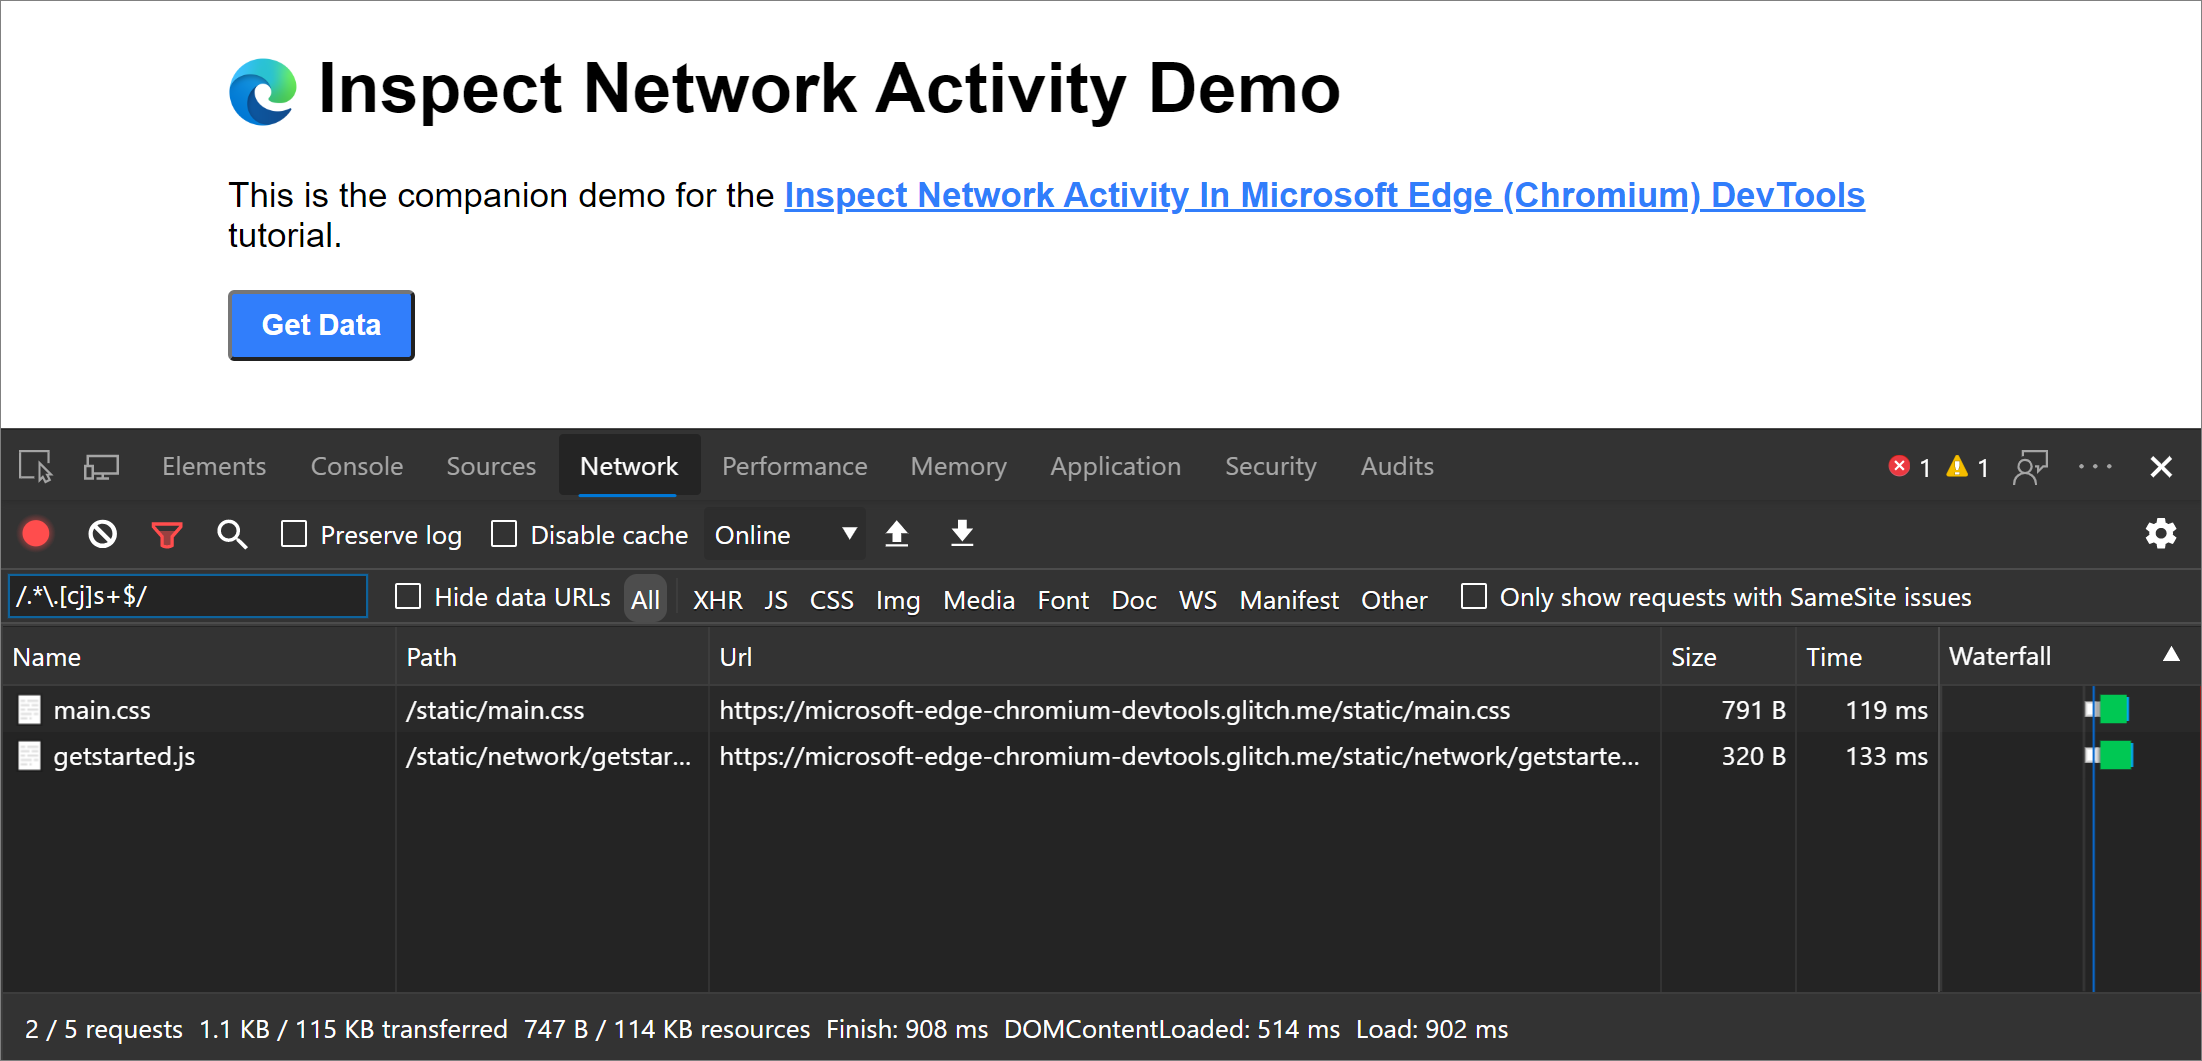 Inspect Network Activity Demo
This is the companion demo for the Inspect Network Activity In Microsoft Edge (Chromium) DevTools
tutorial.
Get Data
Elements Console Sources Network Performance Memory Application Security Audits 1 1
Preserve log Disable cache Online
/.*\.[cj]s+$/ Hide data URLs All XHR JS CSS Img Media Font Doc WS Manifest Other Only show requests with SameSite issues
Name Path Url Size Time Waterfall
main.css /static/main.css https://microsoft-edge-chromium-devtools.glitch.me/static/main.css 791 B 119 ms
getstarted.js /static/network/getstar... https://microsoft-edge-chromium-devtools.glitch.me/static/network/getstarte... 320 B 133 ms
2 / 5 requests 1.1 KB / 115 KB transferred 747 B / 114 KB resources Finish: 908 ms DOMContentLoaded: 514 ms Load: 902 ms